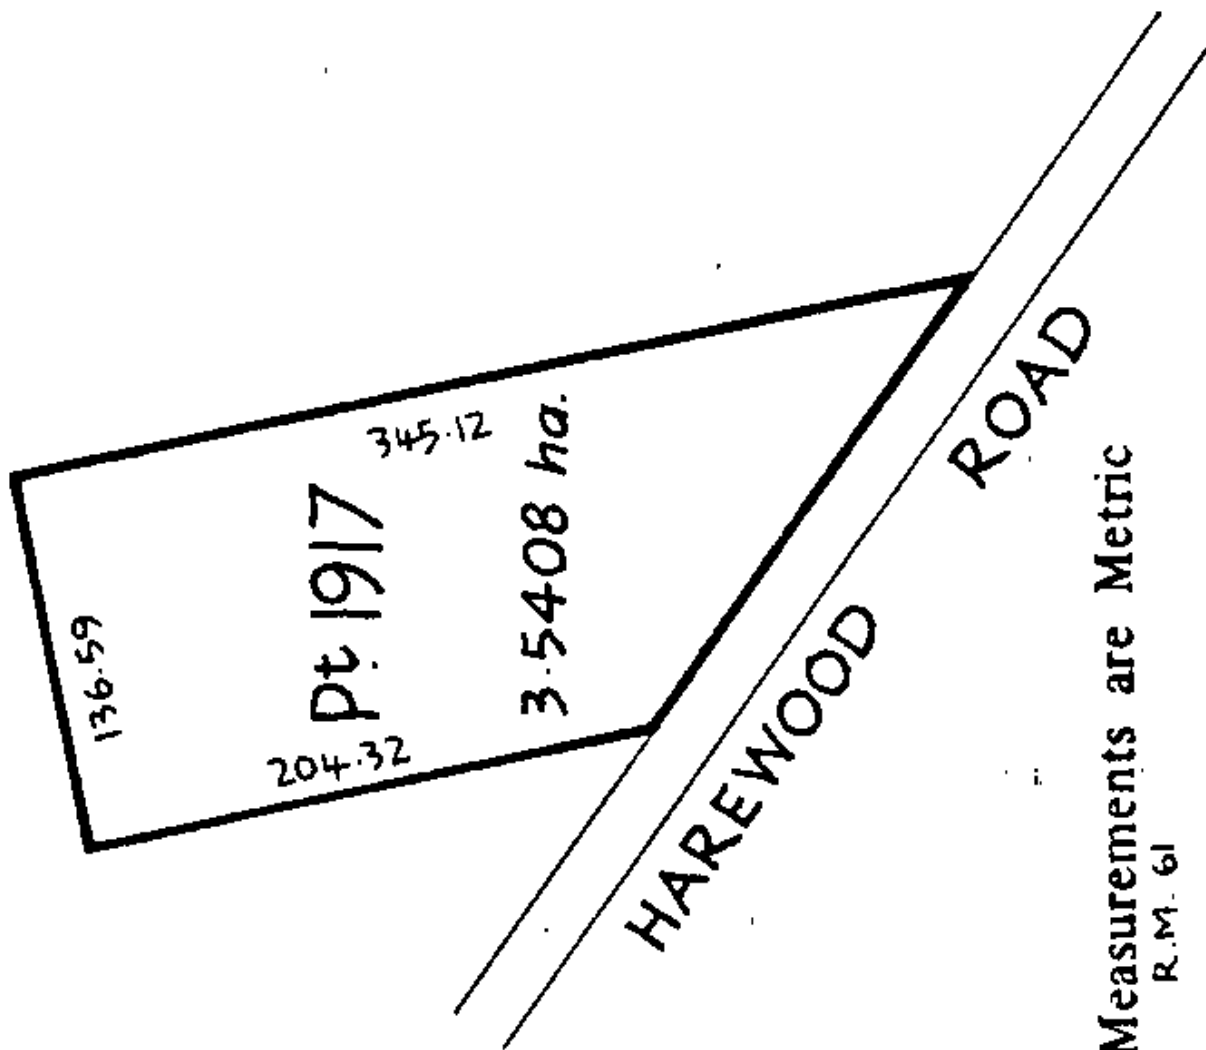 136.59
204.32
Pt. 1917
345.12
3.5408 ha.
HAREWOOD ROAD
Measurements are Metric
R.M. 61